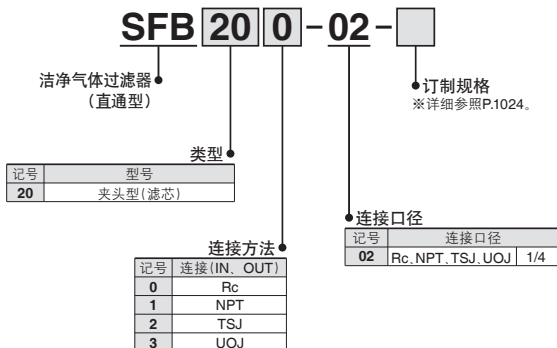 SFB 20 0-02-
洁净气体过滤器
（直通型）
订制规格
※详细参照P.1024。
类型
记号 型号
20 夹头型(滤芯)
连接口径
记号 连接口径
02 Rc、NPT、TSJ、UOJ 1/4
连接方法
记号 连接(IN、OUT)
0 Rc
1 NPT
2 TSJ
3 UOJ